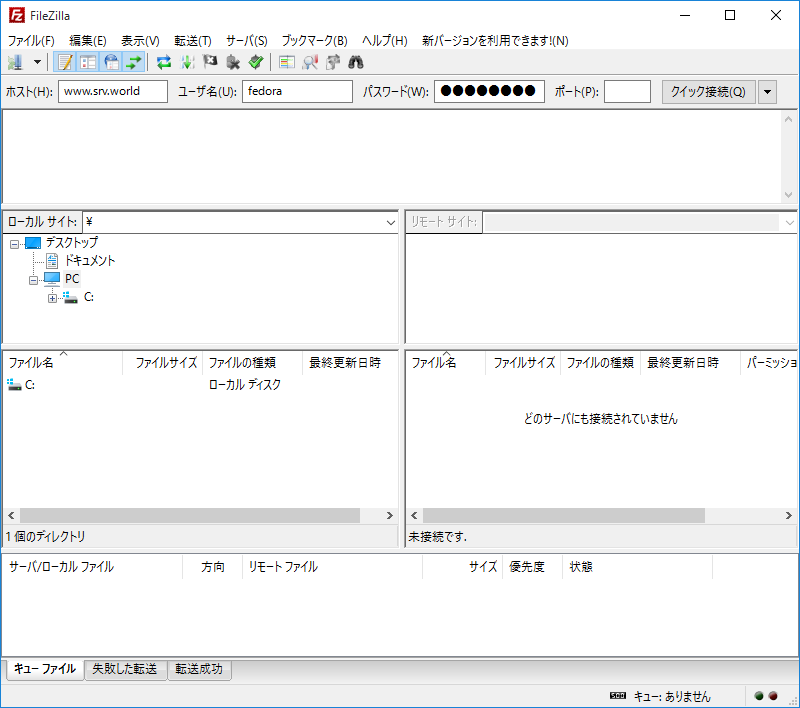 FileZilla
ファイル(F) 編集(E) 表示(V) 転送(T) サーバ(S) ブックマーク(B) ヘルプ(H) 新バージョンを利用できます!(N)
ホスト(H): www.srv.world ユーザ名(U): fedora パスワード(W): ●●●●●●●● ポート(P): クイック接続(Q)
ローカル サイト: ¥
リモート サイト:
デスクトップ
ドキュメント
PC
C:
ファイル名 ファイルサイズ ファイルの種類 最終更新日時
C: ローカル ディスク
1 個のディレクトリ
ファイル名 ファイルサイズ ファイルの種類 最終更新日時 パーミッショ
どのサーバにも接続されていません
未接続です.
サーバ/ローカル ファイル 方向 リモート ファイル サイズ 優先度 状態
キュー ファイル 失敗した転送 転送成功
キュー: ありません